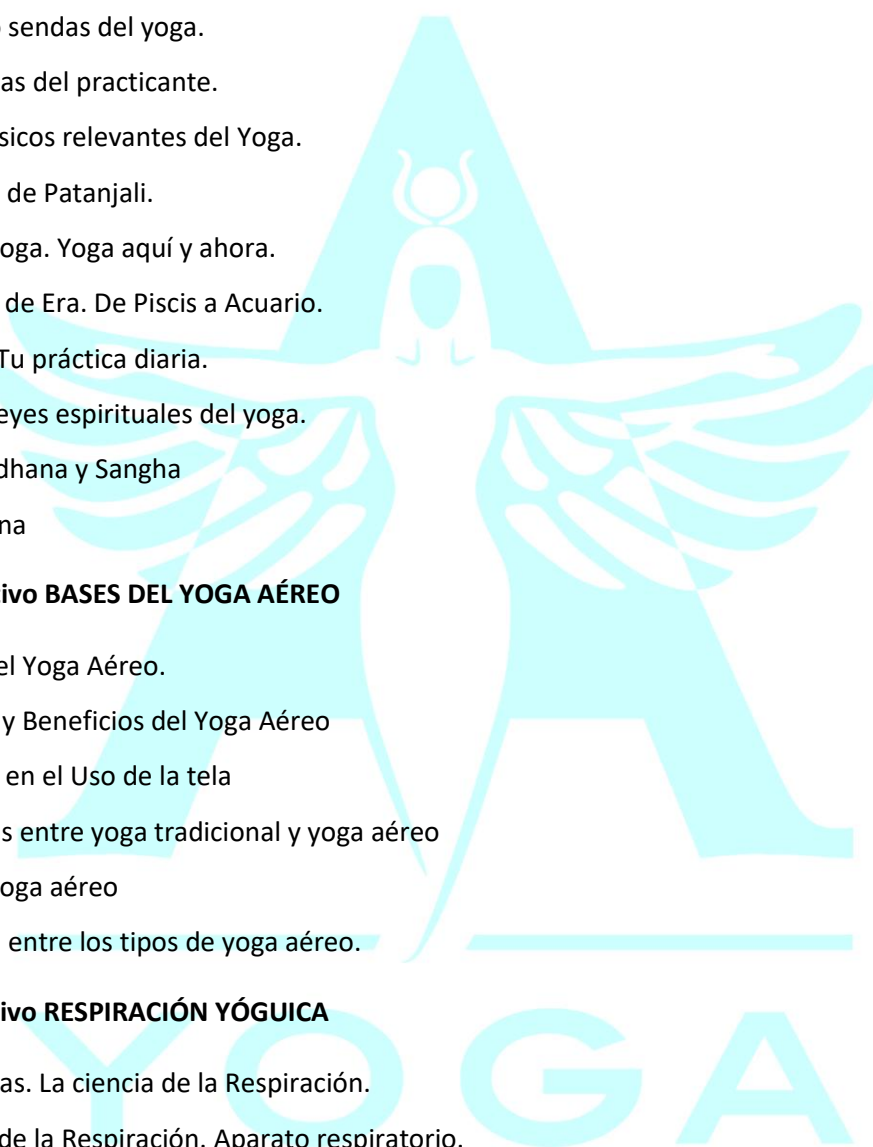 sendas del yoga.
as del practicante.
sicos relevantes del Yoga.
de Patanjali.
oga. Yoga aquí y ahora.
de Era. De Piscis a Acuario.
Tu práctica diaria.
eyes espirituales del yoga.
dhana y Sangha
na
ivo BASES DEL YOGA AÉREO
el Yoga Aéreo.
y Beneficios del Yoga Aéreo
en el Uso de la tela
s entre yoga tradicional y yoga aéreo
oga aéreo
entre los tipos de yoga aéreo.
ivo RESPIRACIÓN YÓGUICA
as. La ciencia de la Respiración.
de la Respiración. Aparato respiratorio.
YOGA